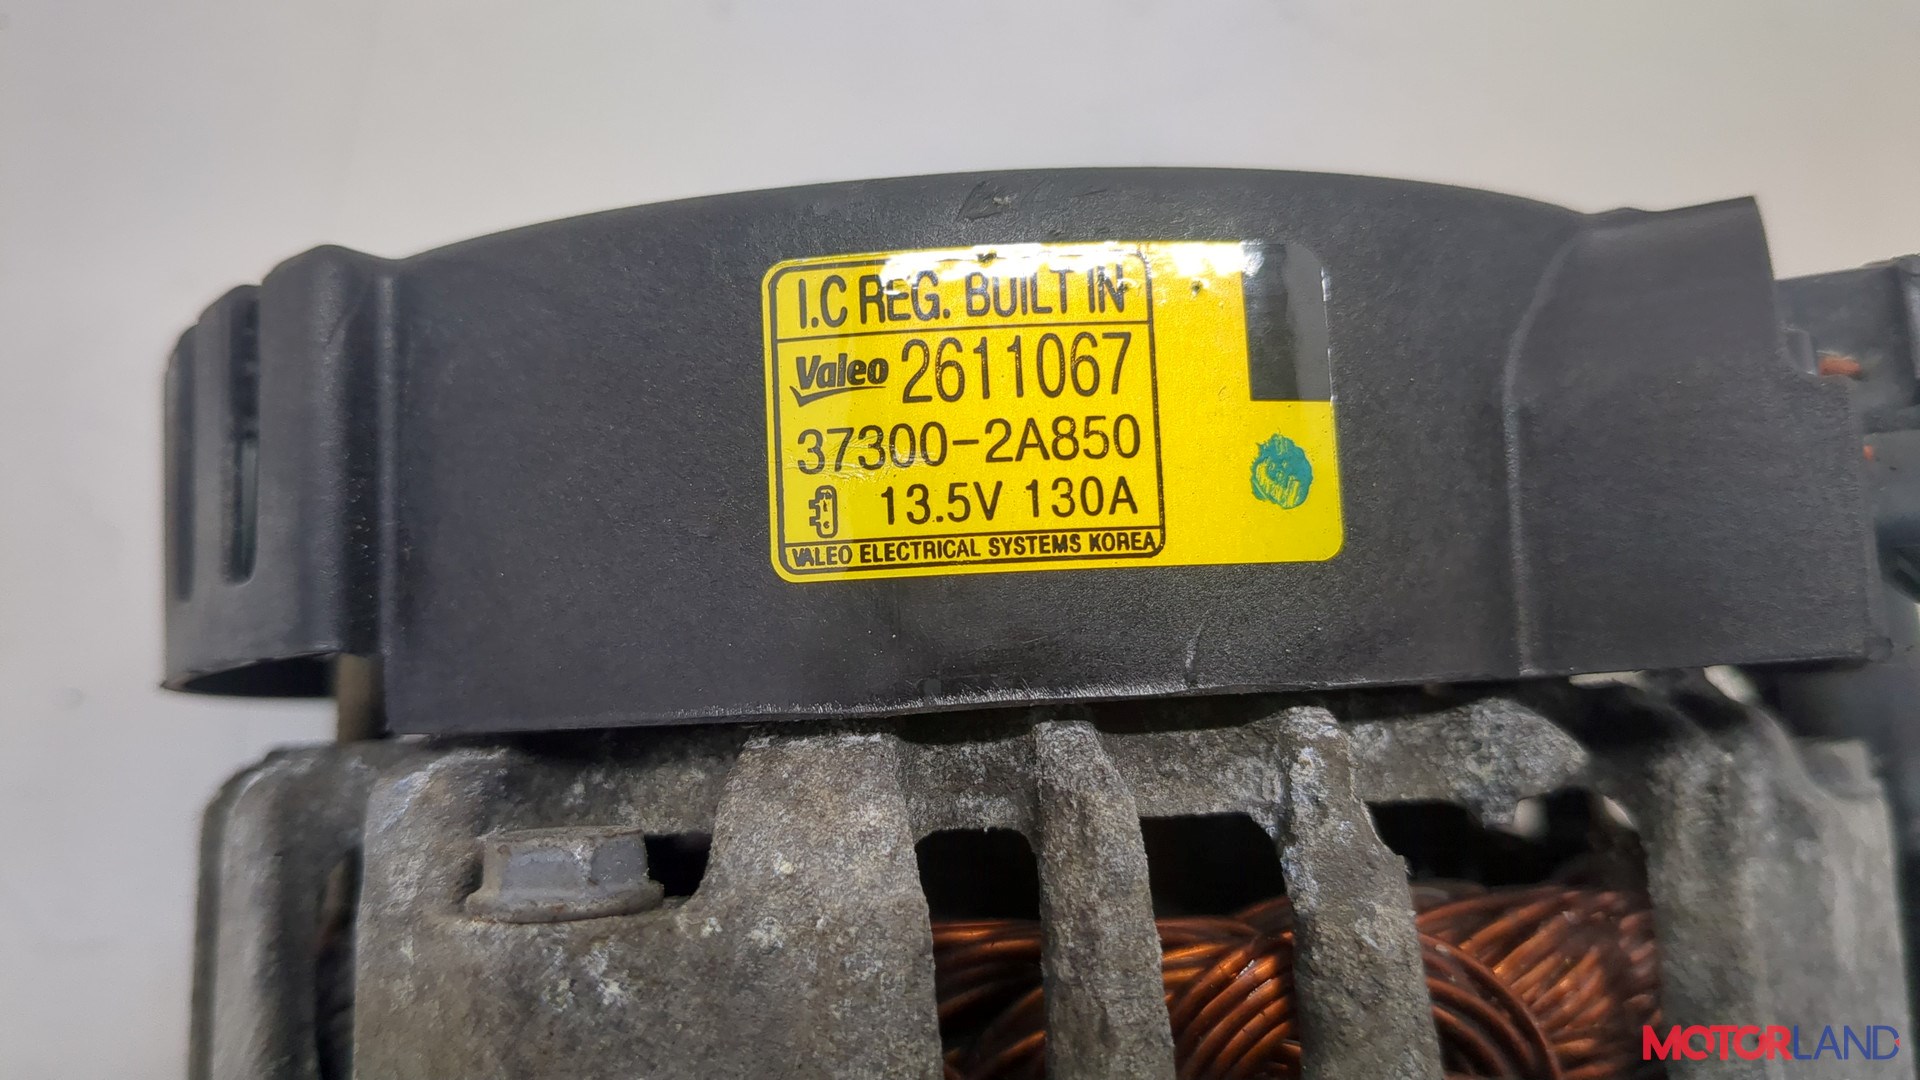 I.C REG. BUILT IN
Valeo 2611067
37300-2A850
13.5V 130A
VALEO ELECTRICAL SYSTEMS KOREA
MOTORLAND